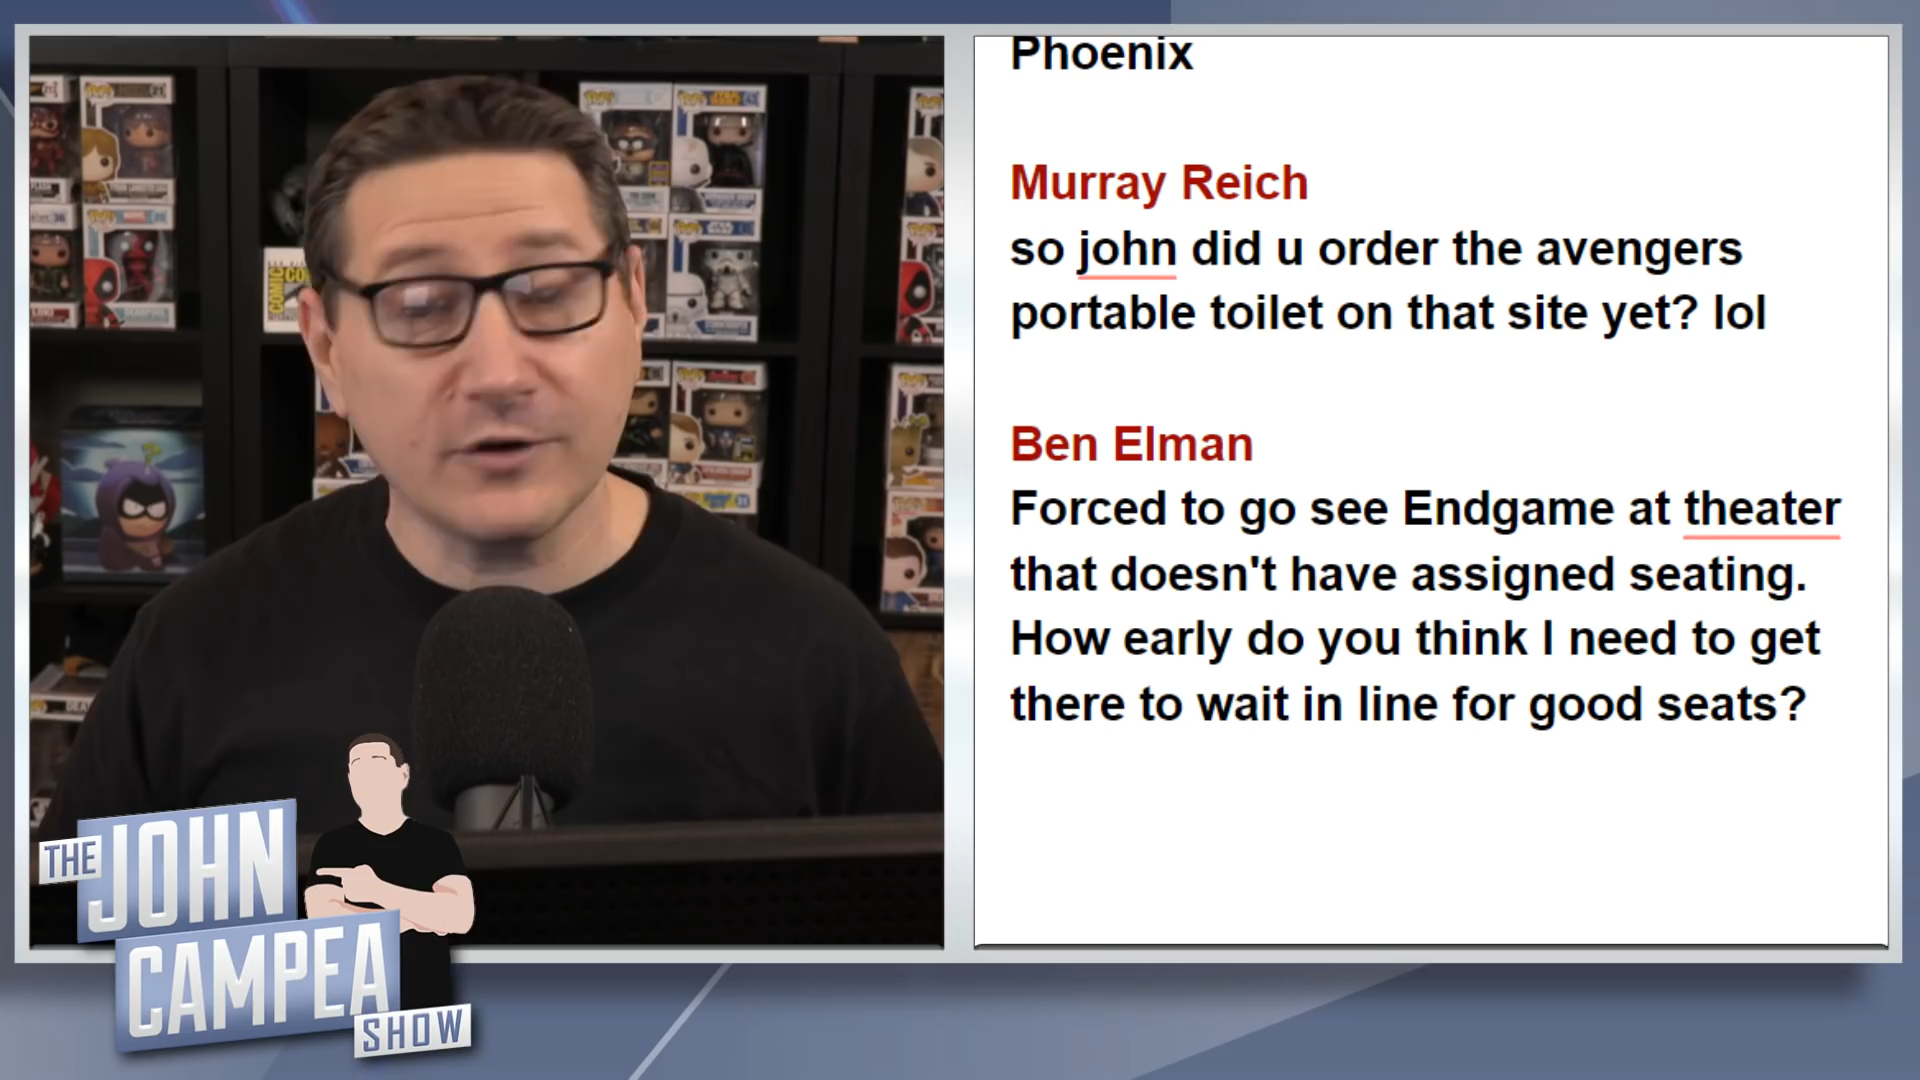 Phoenix
Murray Reich
so john did u order the avengers
portable toilet on that site yet? lol
Ben Elman
Forced to go see Endgame at theater
that doesn't have assigned seating.
How early do you think I need to get
there to wait in line for good seats?
THE
JOHN
CAMPEA
SHOW
COMIC